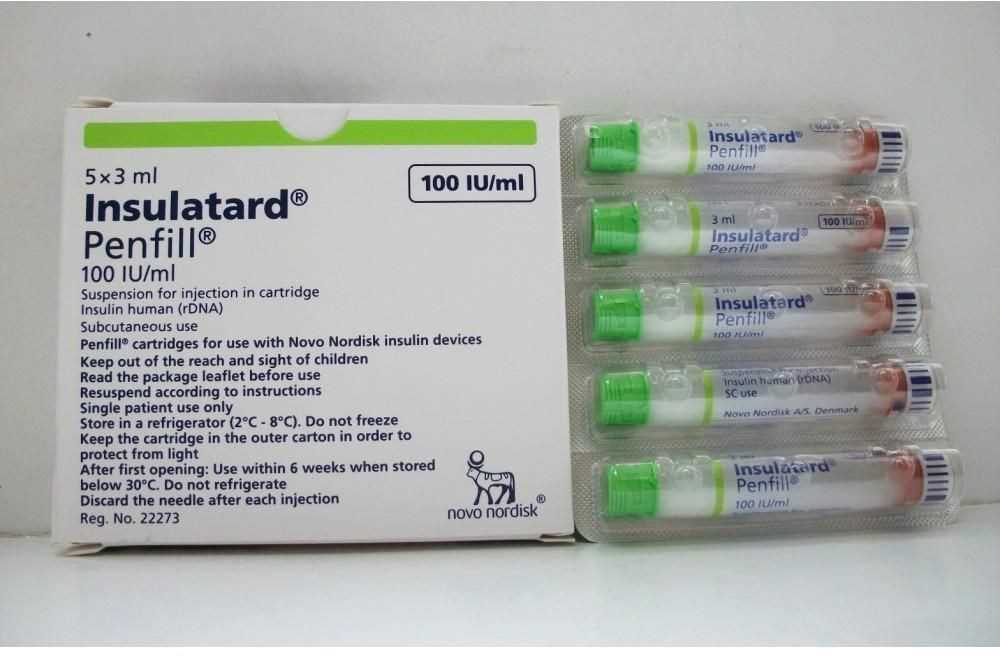 5×3 ml
Insulatard®
Penfill®
100 IU/ml
100 IU/ml
Suspension for injection in cartridge
Insulin human (rDNA)
Subcutaneous use
Penfill® cartridges for use with Novo Nordisk insulin devices
Keep out of the reach and sight of children
Read the package leaflet before use
Resuspend according to instructions
Single patient use only
Store in a refrigerator (2°C - 8°C). Do not freeze
Keep the cartridge in the outer carton in order to
protect from light
After first opening: Use within 6 weeks when stored
below 30°C. Do not refrigerate
Discard the needle after each injection
Reg. No. 22273
novo nordisk®
Insulatard®
Penfill®
100 IU/ml
3 ml
100 IU/ml
Insulatard®
Penfill®
3 ml
Insulatard®
Penfill®
100 IU/ml
Insulin human (rDNA)
SC use
Novo Nordisk A/S, Denmark
Insulatard®
Penfill®
100 IU/ml